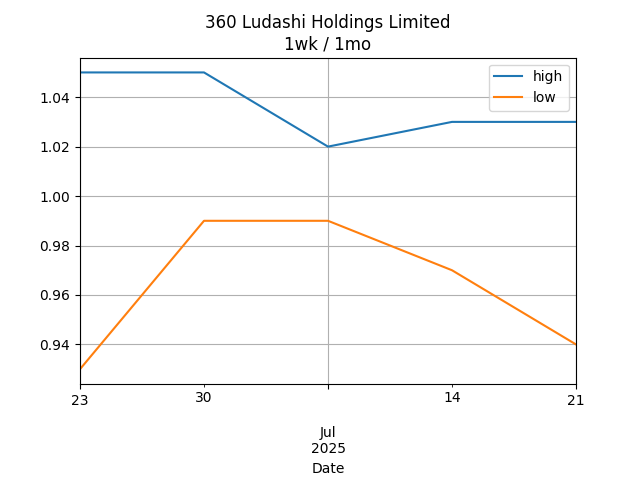 360 Ludashi Holdings Limited
1wk / 1mo
high
low
1.04
1.02
1.00
0.98
0.96
0.94
23
30
14
21
Jul
2025
Date